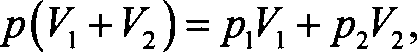 p(V₁ + V₂) = p₁V₁ + p₂V₂,